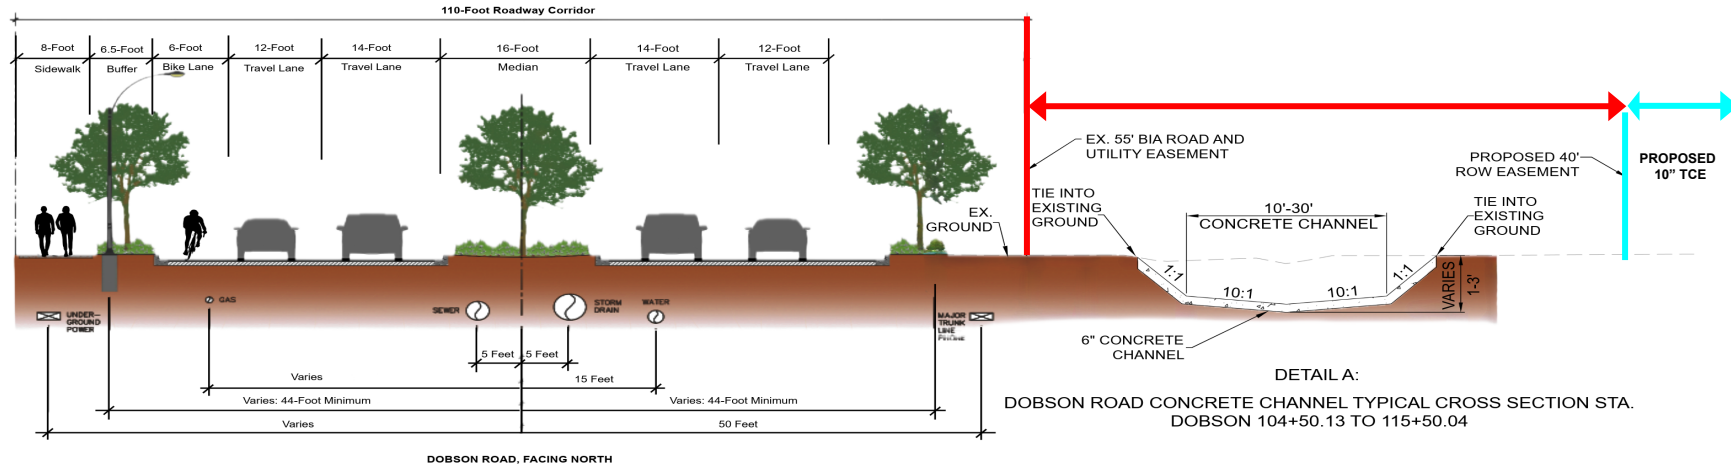 110-Foot Roadway Corridor
8-Foot
6.5-Foot
6-Foot
12-Foot
14-Foot
16-Foot
14-Foot
12-Foot
Sidewalk
Buffer
Bike Lane
Travel Lane
Travel Lane
Median
Travel Lane
Travel Lane
EX. 55' BIA ROAD AND
UTILITY EASEMENT
PROPOSED 40'
ROW EASEMENT
PROPOSED
10" TCE
TIE INTO
EXISTING
GROUND
EX.
GROUND
10'-30'
CONCRETE CHANNEL
TIE INTO
EXISTING
GROUND
1:1
10:1
10:1
1:1
VARIES
1-3'
6" CONCRETE
CHANNEL
UNDER-
GROUND
POWER
GAS
SEWER
STORM
DRAIN
WATER
MAJOR
TRUNK
LINE
5 Feet
5 Feet
Varies
15 Feet
Varies: 44-Foot Minimum
Varies: 44-Foot Minimum
Varies
50 Feet
DETAIL A:
DOBSON ROAD CONCRETE CHANNEL TYPICAL CROSS SECTION STA.
DOBSON 104+50.13 TO 115+50.04
DOBSON ROAD, FACING NORTH